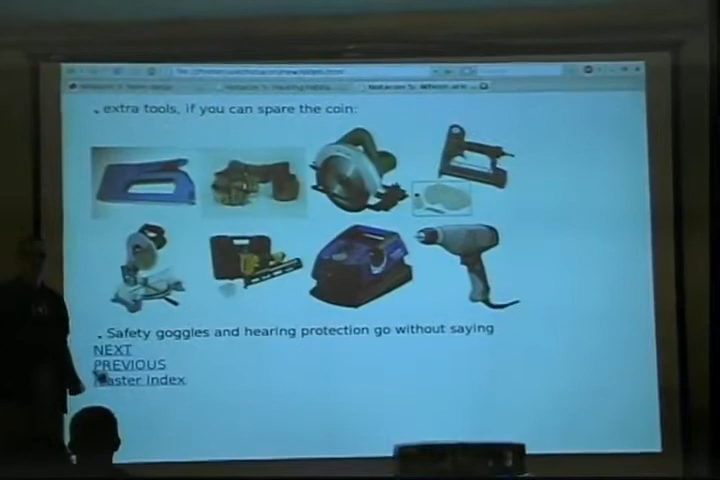 extra tools, if you can spare the coin:
Safety goggles and hearing protection go without saying
NEXT
PREVIOUS
Master Index